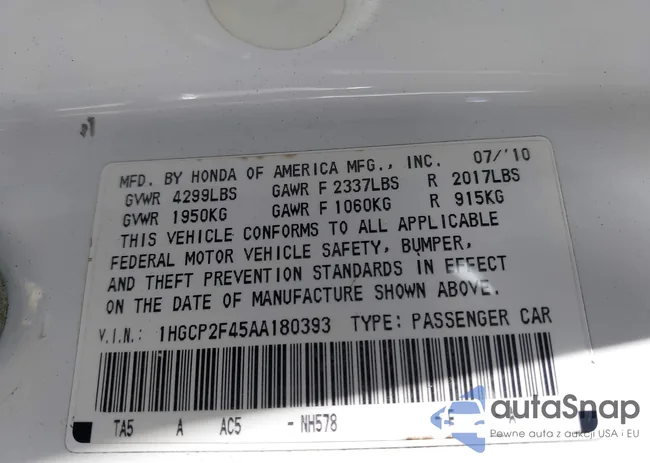 MFD. BY HONDA OF AMERICA MFG., INC. 07/'10
GVWR 4299LBS GAWR F 2337LBS R 2017LBS
GVWR 1950KG GAWR F 1060KG R 915KG
THIS VEHICLE CONFORMS TO ALL APPLICABLE
FEDERAL MOTOR VEHICLE SAFETY, BUMPER,
AND THEFT PREVENTION STANDARDS IN EFFECT
ON THE DATE OF MANUFACTURE SHOWN ABOVE.
V.I.N.: 1HGCP2F45AA180393 TYPE: PASSENGER CAR
TA5 A AC5 -NH578 -E A
autoSnap
Pewne auto z aukcji USA i EU